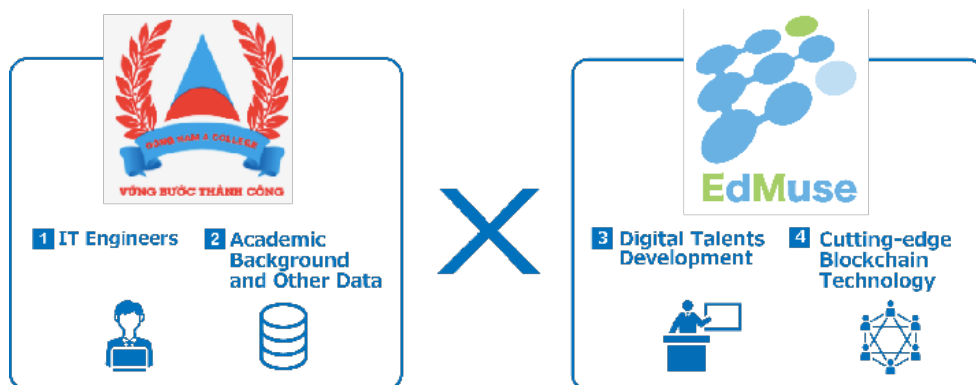 VỮNG BƯỚC THÀNH CÔNG
1 IT Engineers
2 Academic
Background
and Other Data
EdMuse
3 Digital Talents
Development
4 Cutting-edge
Blockchain
Technology